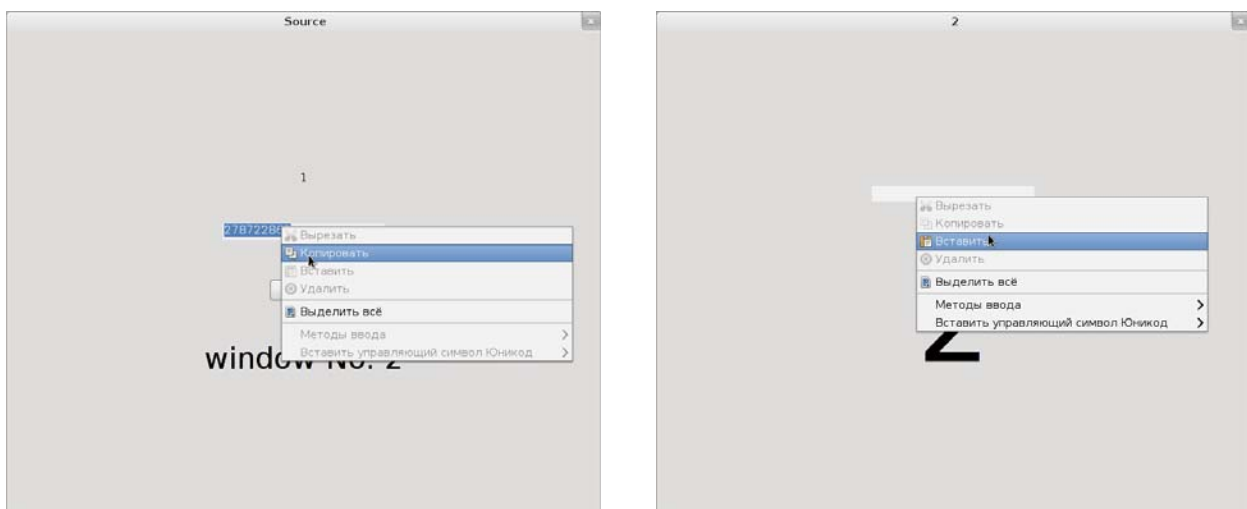 Source
1
Вырезать
Копировать
Вставить
Удалить
Выделить всё
Методы ввода
Вставить управляющий символ Юникод
window No. 2
2
Вырезать
Копировать
Вставить
Удалить
Выделить всё
Методы ввода
Вставить управляющий символ Юникод
2